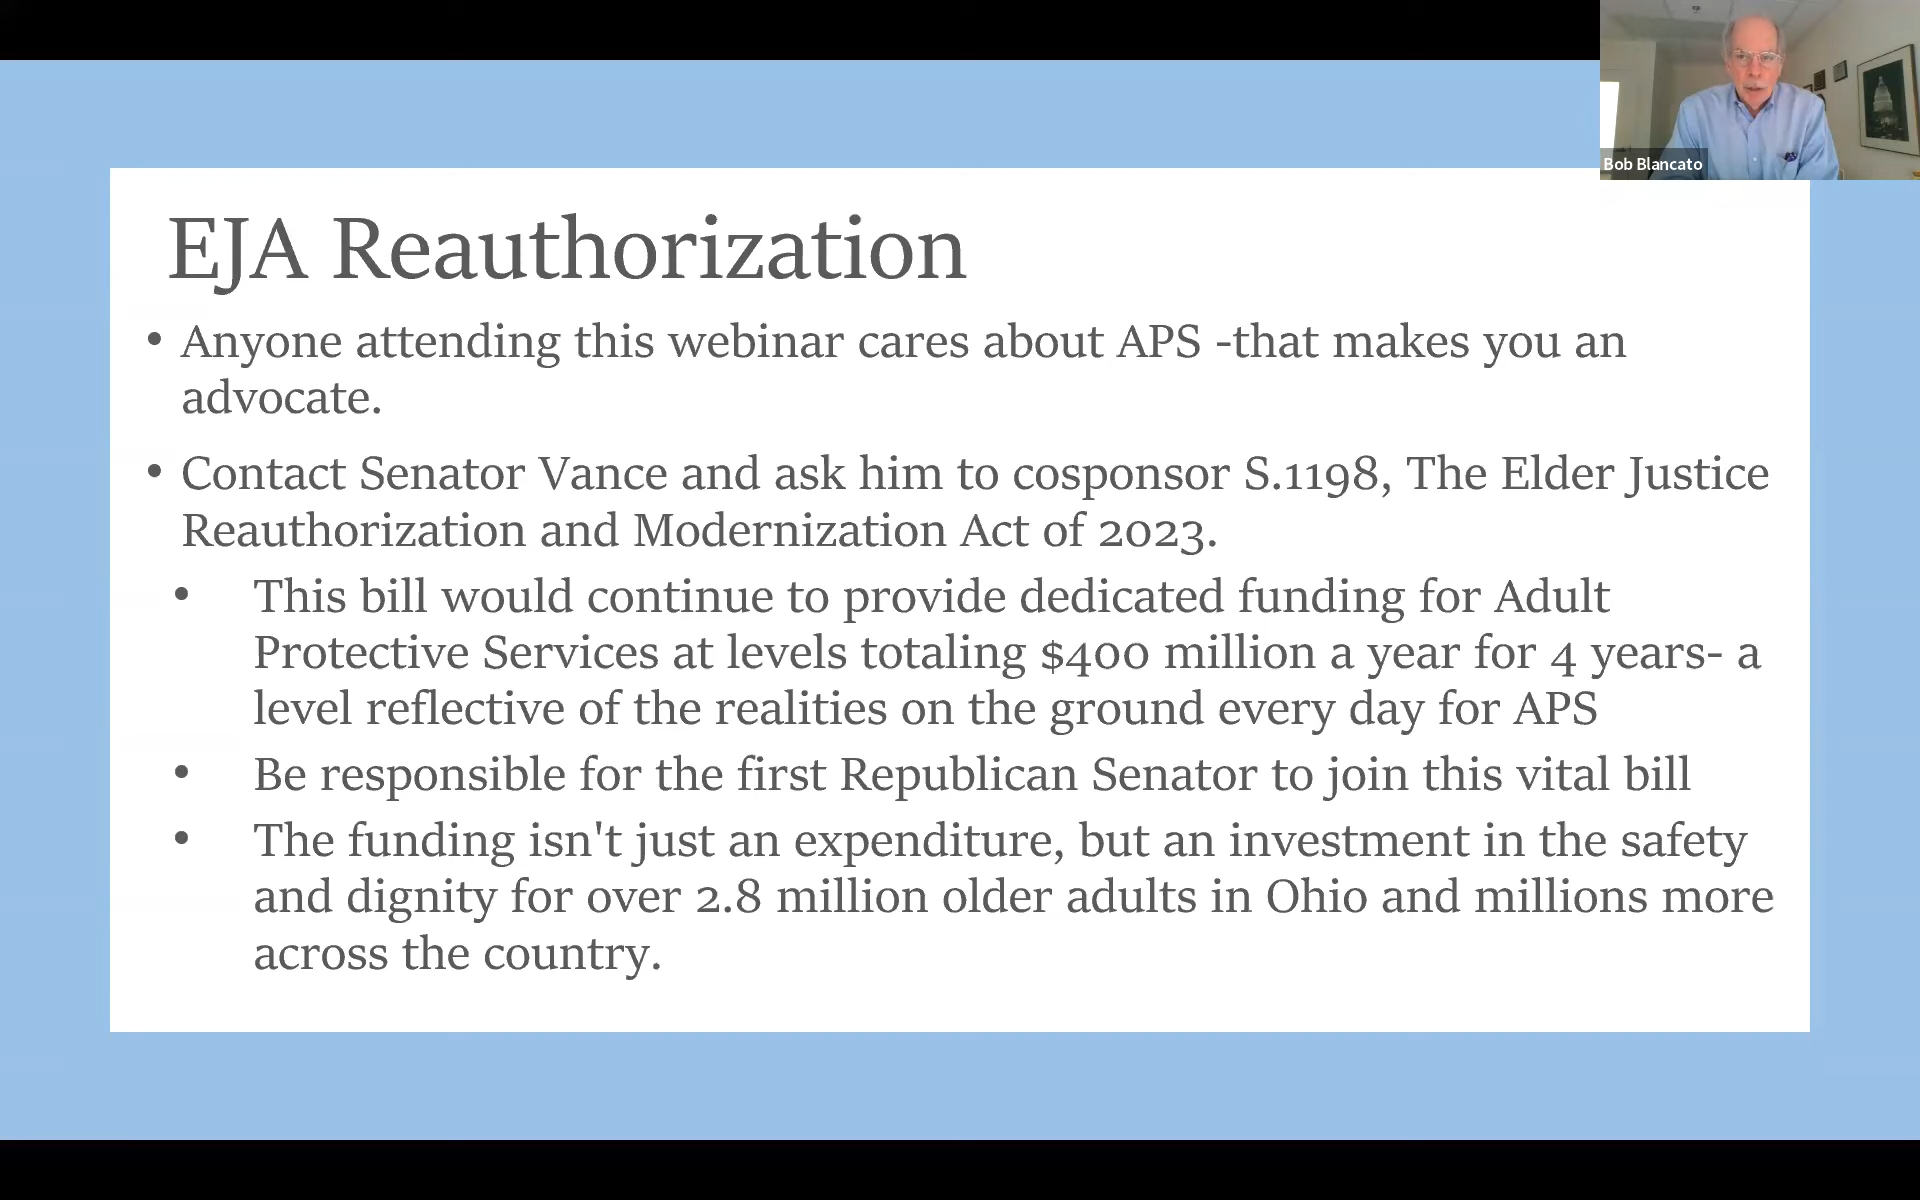 Bob Blancato
EJA Reauthorization
• Anyone attending this webinar cares about APS -that makes you an
advocate.
• Contact Senator Vance and ask him to cosponsor S.1198, The Elder Justice
Reauthorization and Modernization Act of 2023.
• This bill would continue to provide dedicated funding for Adult
Protective Services at levels totaling $400 million a year for 4 years- a
level reflective of the realities on the ground every day for APS
• Be responsible for the first Republican Senator to join this vital bill
• The funding isn't just an expenditure, but an investment in the safety
and dignity for over 2.8 million older adults in Ohio and millions more
across the country.